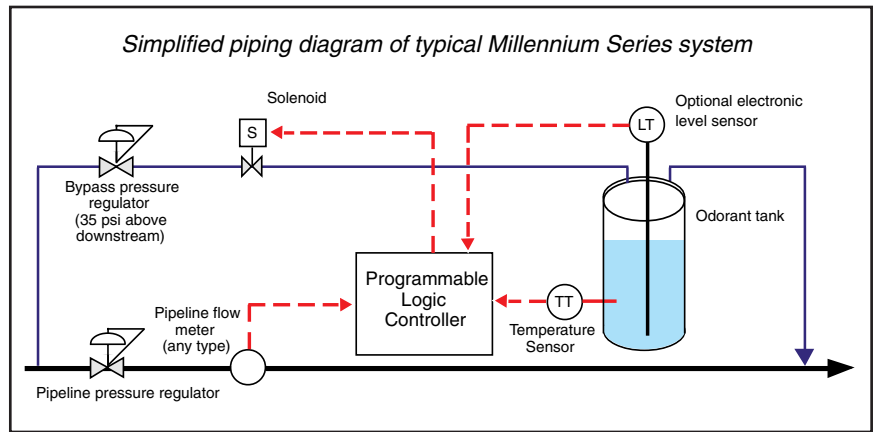 Simplified piping diagram of typical Millennium Series system
Solenoid
S
LT
Optional electronic
level sensor
Bypass pressure
regulator
(35 psi above
downstream)
Odorant tank
Programmable
Logic
Controller
TT
Temperature
Sensor
Pipeline flow
meter
(any type)
Pipeline pressure regulator